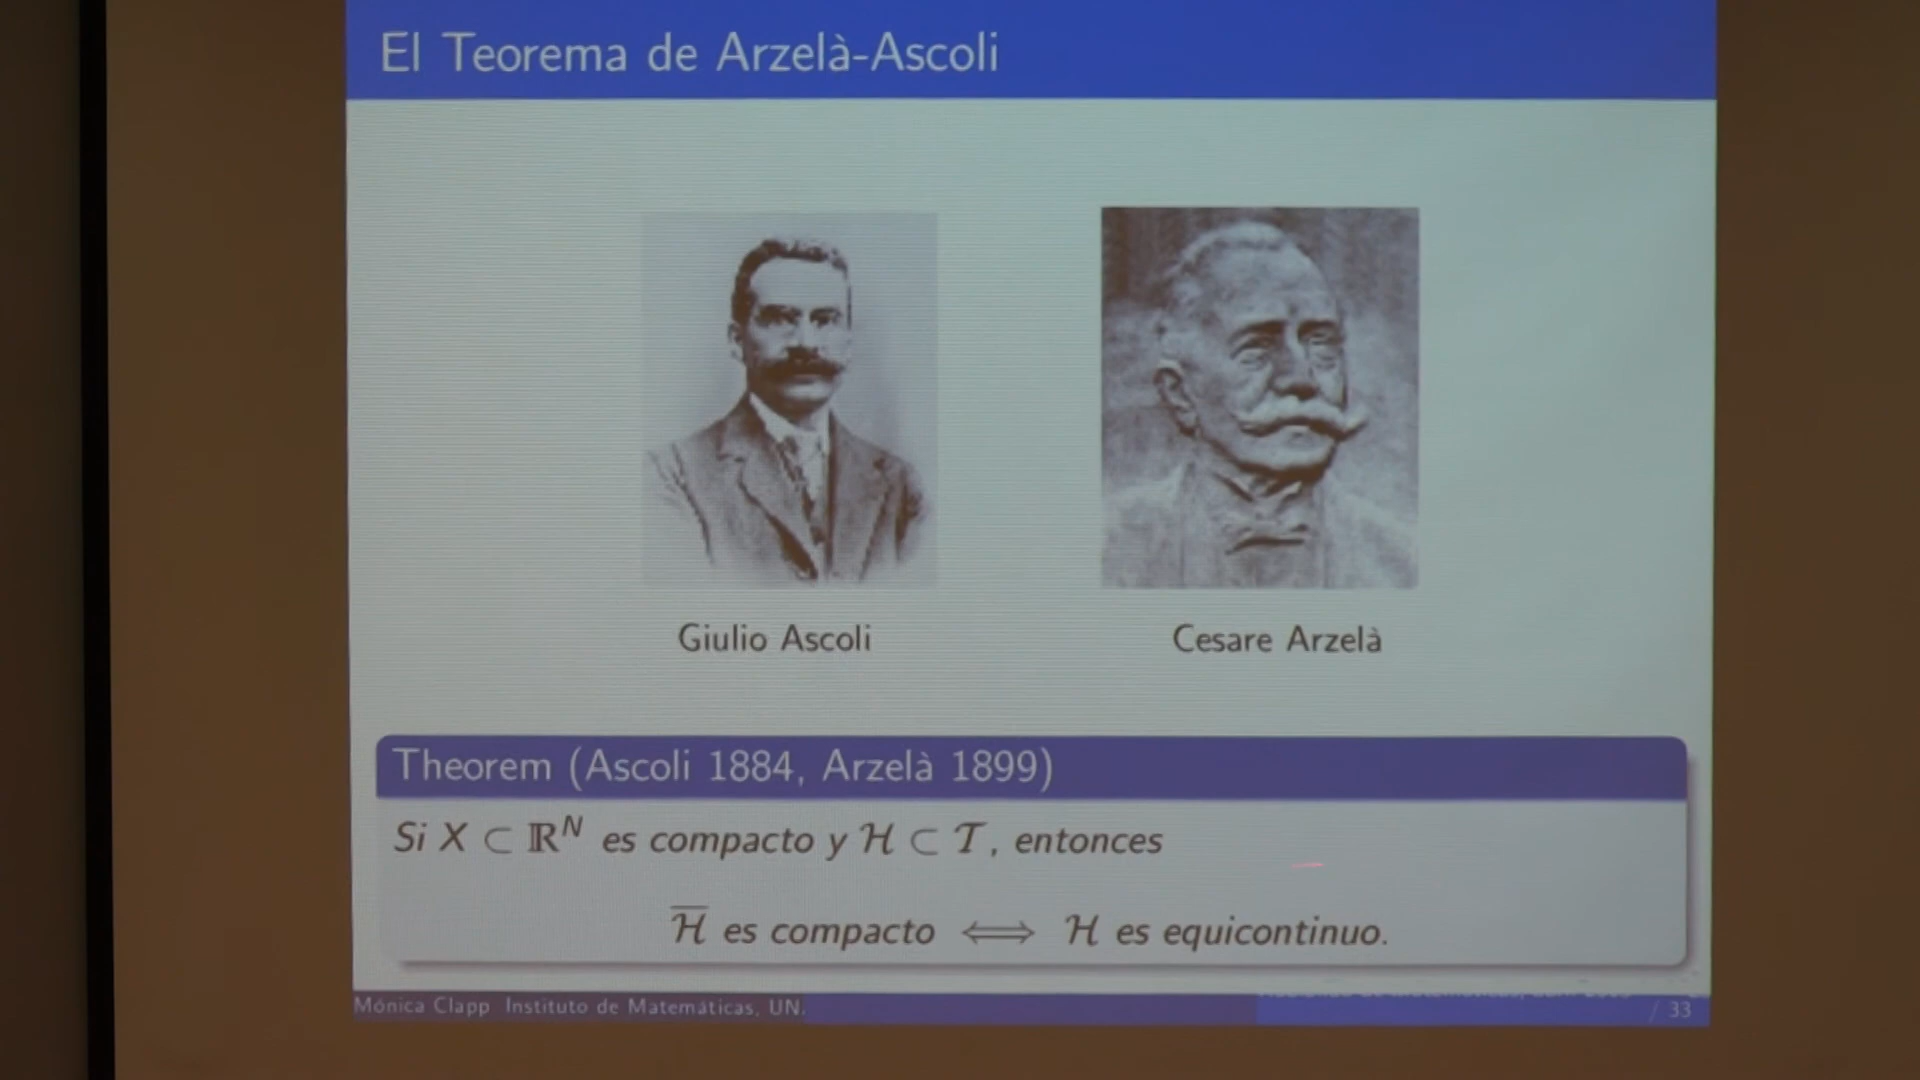 El Teorema de Arzelà-Ascoli
Giulio Ascoli
Cesare Arzelà
Theorem (Ascoli 1884, Arzelà 1899)
Si X ⊂ ℝᴺ es compacto y ℋ ⊂ 𝒯, entonces
ℋ̅ es compacto ⟺ ℋ es equicontinuo.
Mónica Clapp Instituto de Matemáticas, UN.
/ 33